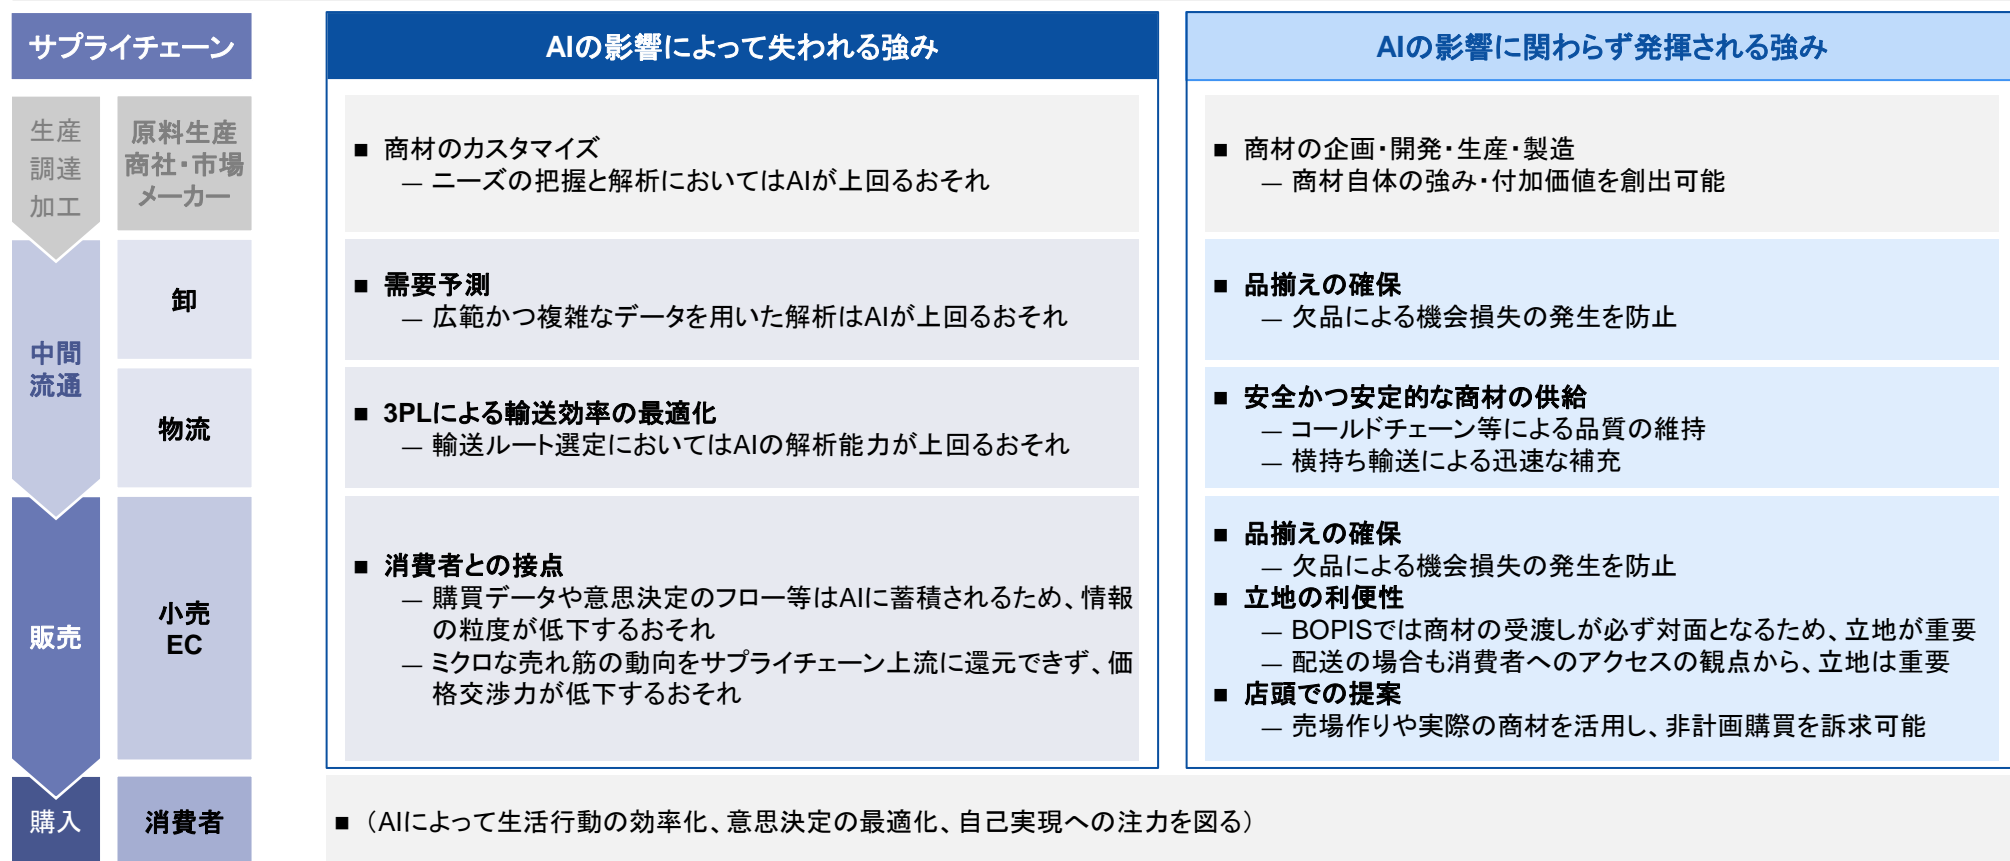 サプライチェーン
AIの影響によって失われる強み
AIの影響に関わらず発揮される強み
生産
調達
加工
原料生産
商社・市場
メーカー
■ 商材のカスタマイズ
― ニーズの把握と解析においてはAIが上回るおそれ
■ 商材の企画・開発・生産・製造
― 商材自体の強み・付加価値を創出可能
中間
流通
卸
■ 需要予測
― 広範かつ複雑なデータを用いた解析はAIが上回るおそれ
■ 品揃えの確保
― 欠品による機会損失の発生を防止
物流
■ 3PLによる輸送効率の最適化
― 輸送ルート選定においてはAIの解析能力が上回るおそれ
■ 安全かつ安定的な商材の供給
― コールドチェーン等による品質の維持
― 横持ち輸送による迅速な補充
販売
小売
EC
■ 消費者との接点
― 購買データや意思決定のフロー等はAIに蓄積されるため、情報
の粒度が低下するおそれ
― ミクロな売れ筋の動向をサプライチェーン上流に還元できず、価
格交渉力が低下するおそれ
■ 品揃えの確保
― 欠品による機会損失の発生を防止
■ 立地の利便性
― BOPISでは商材の受渡しが必ず対面となるため、立地が重要
― 配送の場合も消費者へのアクセスの観点から、立地は重要
■ 店頭での提案
― 売場作りや実際の商材を活用し、非計画購買を訴求可能
購入
消費者
■ （AIによって生活行動の効率化、意思決定の最適化、自己実現への注力を図る）